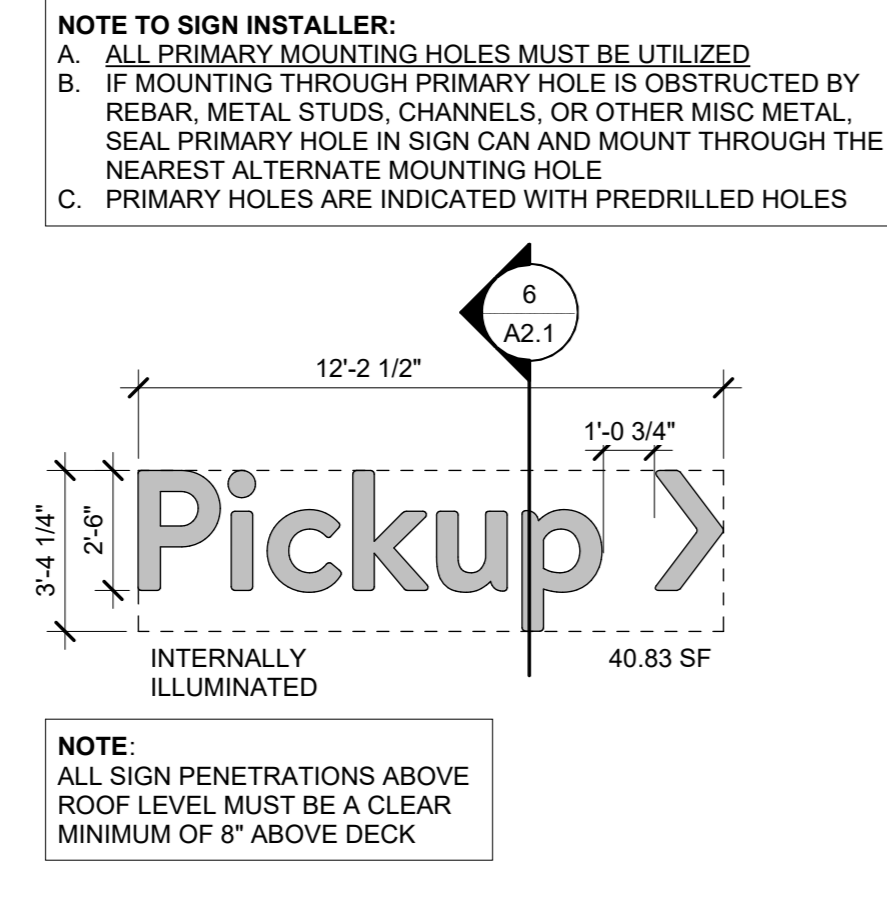 NOTE TO SIGN INSTALLER:
A. ALL PRIMARY MOUNTING HOLES MUST BE UTILIZED
B. IF MOUNTING THROUGH PRIMARY HOLE IS OBSTRUCTED BY
REBAR, METAL STUDS, CHANNELS, OR OTHER MISC METAL,
SEAL PRIMARY HOLE IN SIGN CAN AND MOUNT THROUGH THE
NEAREST ALTERNATE MOUNTING HOLE
C. PRIMARY HOLES ARE INDICATED WITH PREDRILLED HOLES
6
A2.1
12'-2 1/2"
1'-0 3/4"
3'-4 1/4"
2'-6"
Pickup
INTERNALLY
ILLUMINATED
40.83 SF
NOTE:
ALL SIGN PENETRATIONS ABOVE
ROOF LEVEL MUST BE A CLEAR
MINIMUM OF 8" ABOVE DECK